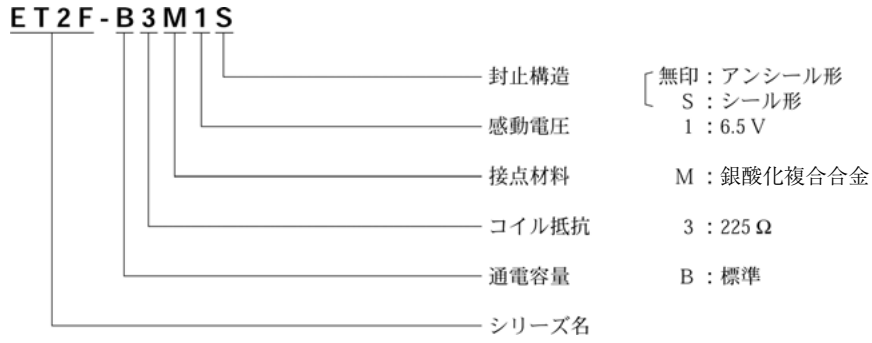 ET2F-B3M1S
封止構造 無印：アンシール形
S：シール形
感動電圧 1：6.5 V
接点材料 M：銀酸化複合合金
コイル抵抗 3：225 Ω
通電容量 B：標準
シリーズ名